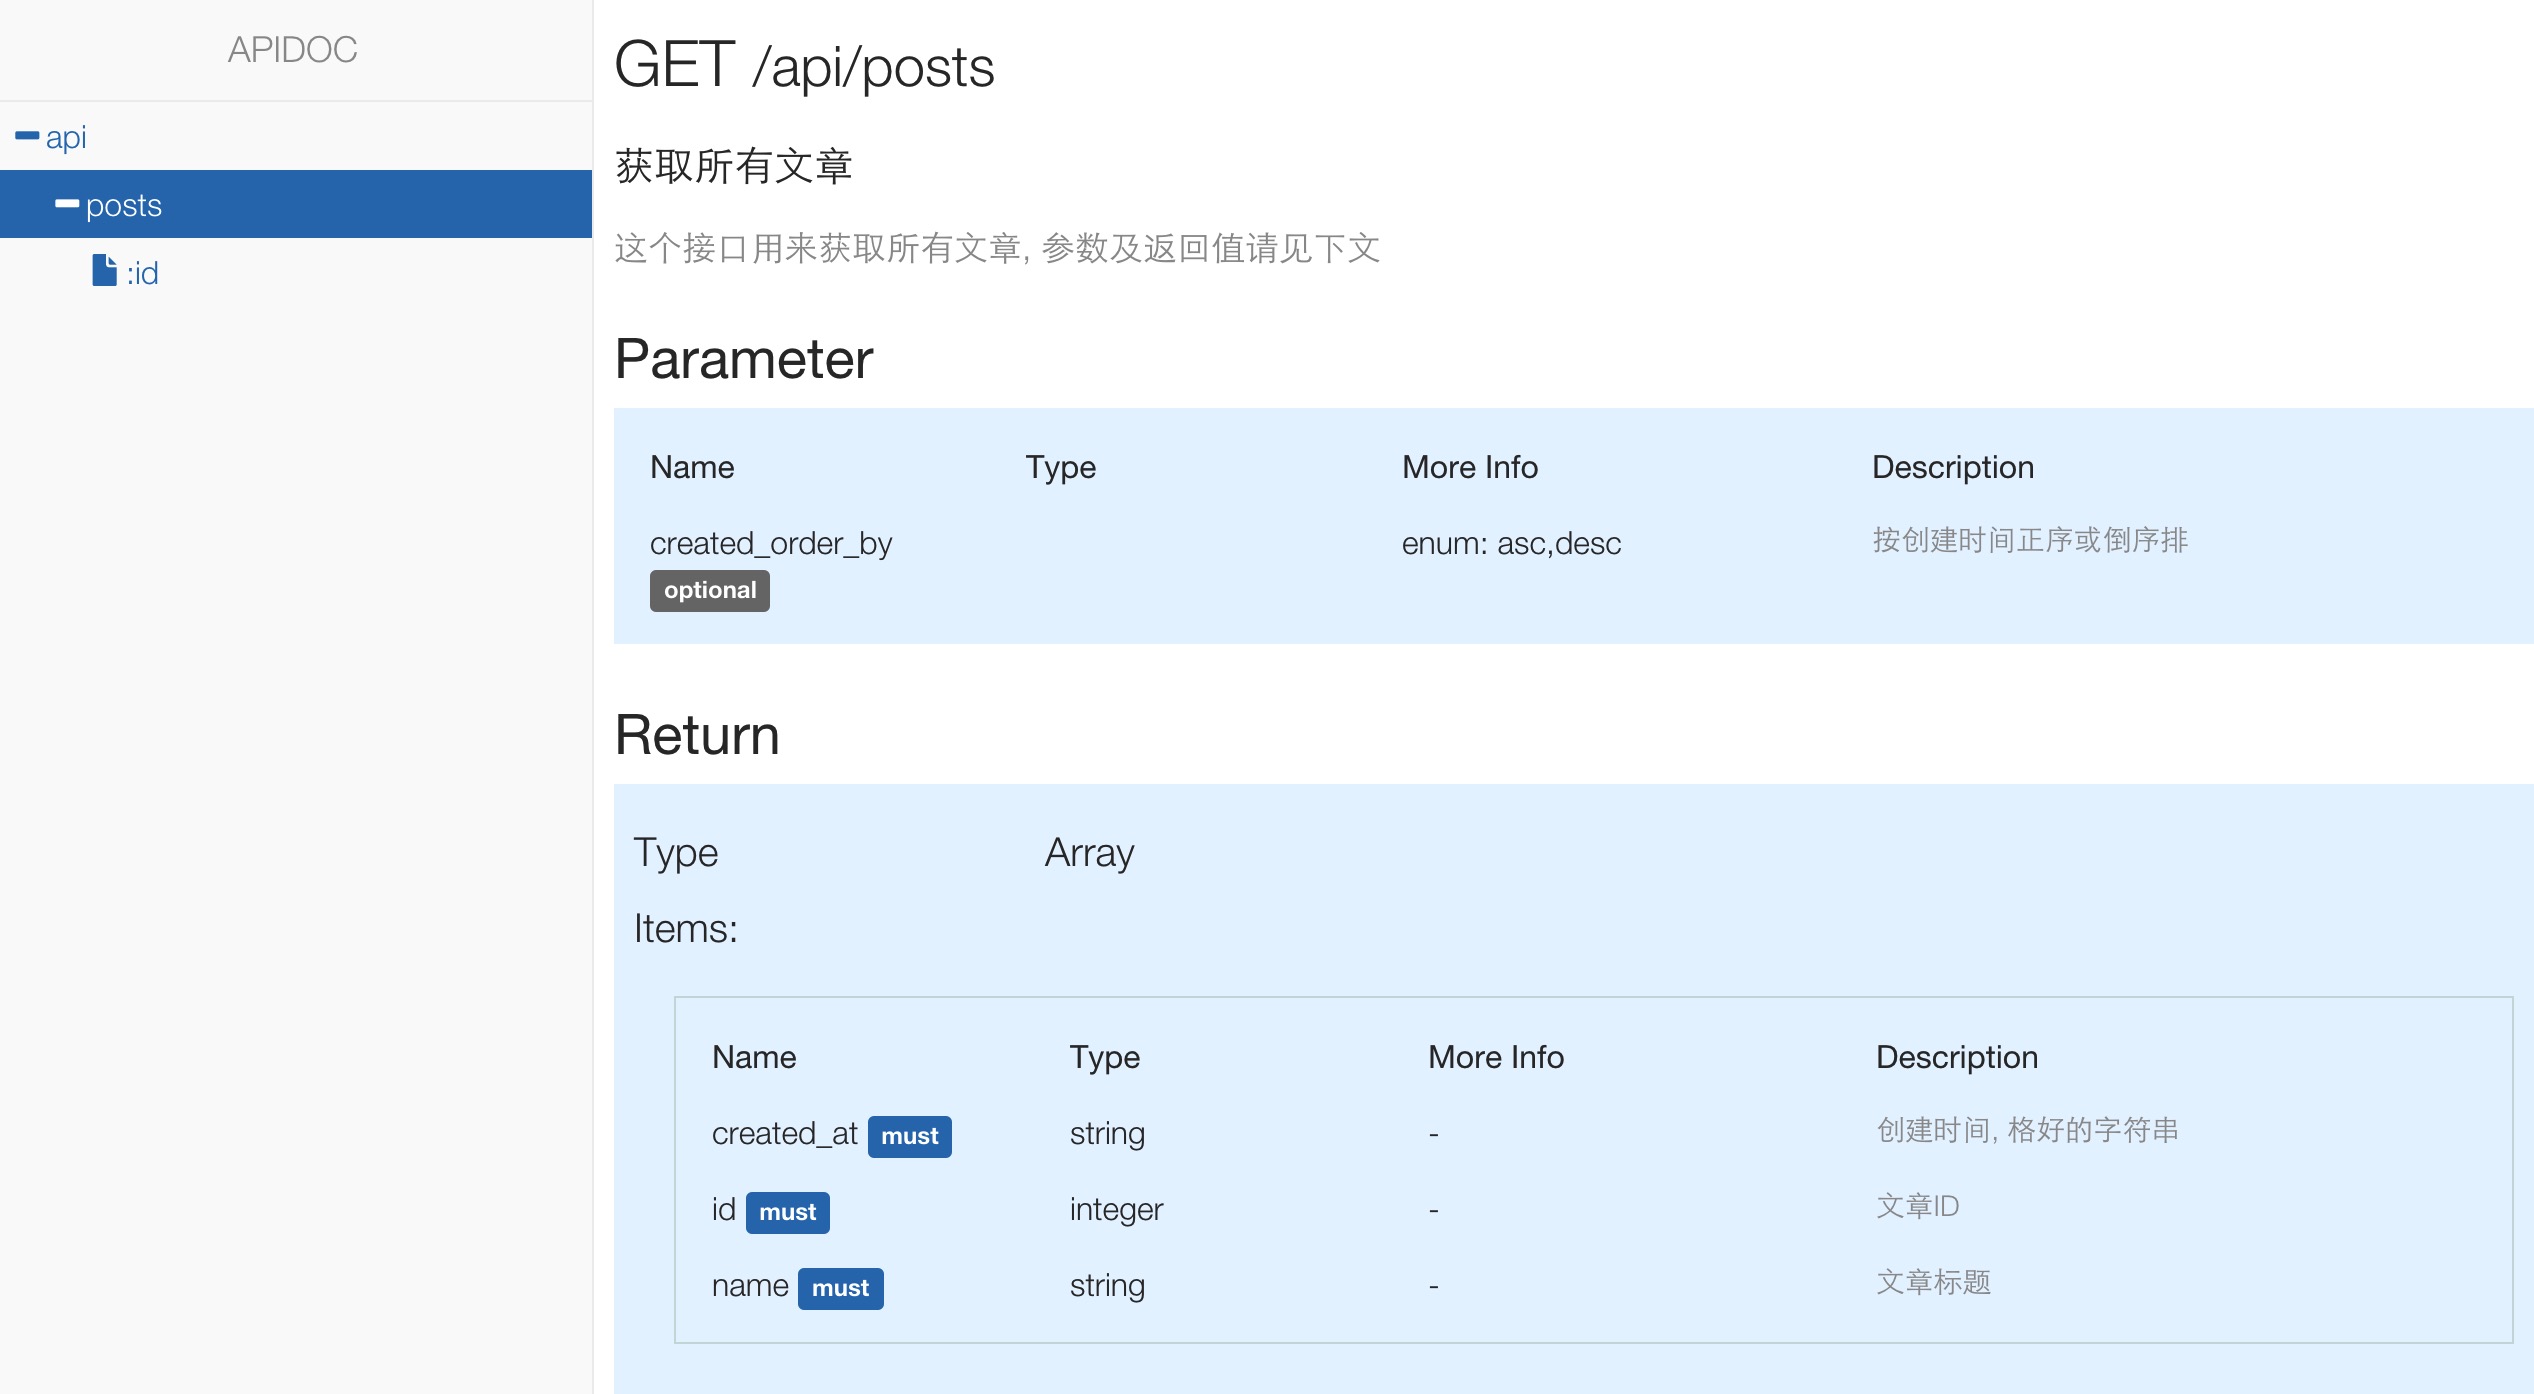 APIDOC
api
posts
:id
GET /api/posts
获取所有文章
这个接口用来获取所有文章, 参数及返回值请见下文
Parameter
Name Type More Info Description
created_order_by enum: asc,desc 按创建时间正序或倒序排
optional
Return
Type Array
Items:
Name Type More Info Description
created_at must string - 创建时间, 格好的字符串
id must integer - 文章ID
name must string - 文章标题